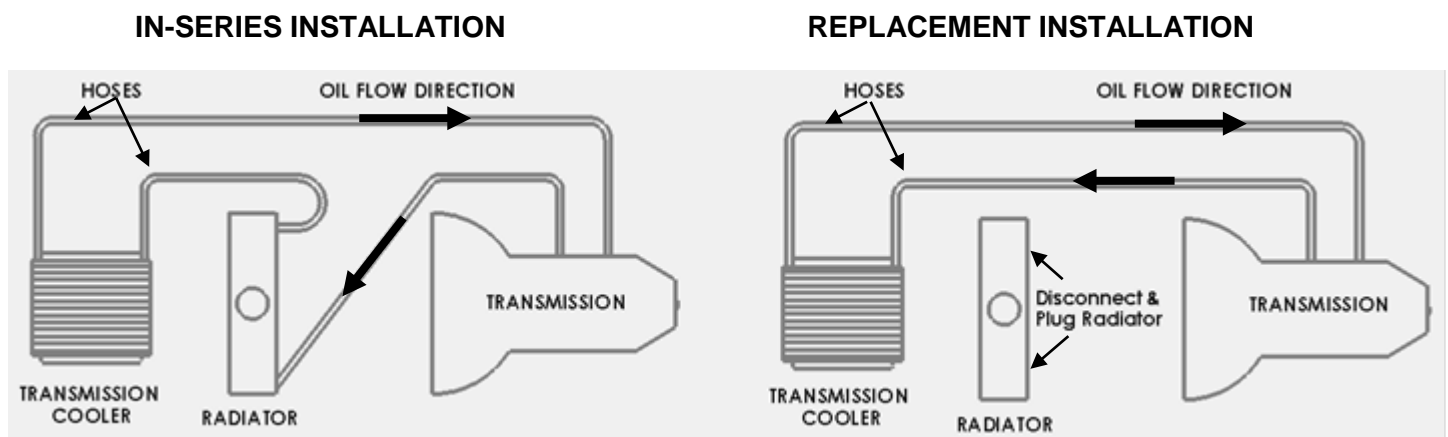 IN-SERIES INSTALLATION
HOSES
OIL FLOW DIRECTION
TRANSMISSION
TRANSMISSION
COOLER
RADIATOR
REPLACEMENT INSTALLATION
HOSES
OIL FLOW DIRECTION
Disconnect &
Plug Radiator
TRANSMISSION
TRANSMISSION
COOLER
RADIATOR